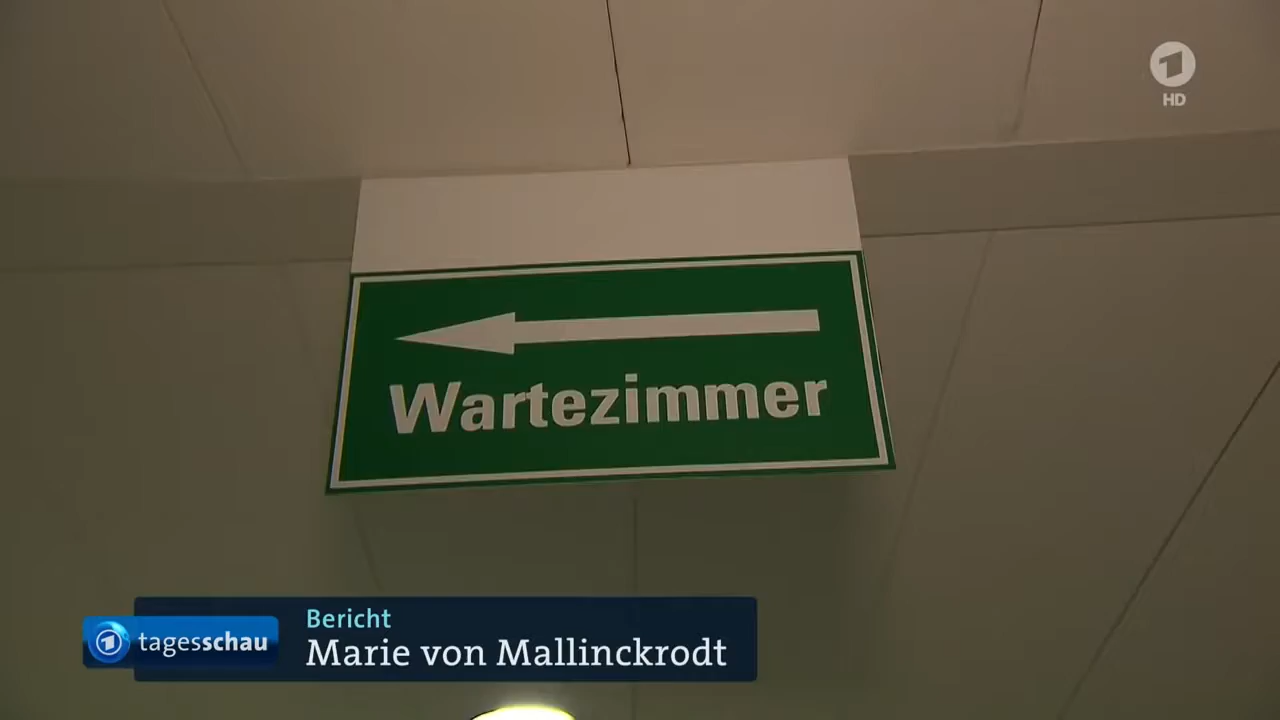 HD
Wartezimmer
Bericht
tagesschau
Marie von Mallinckrodt